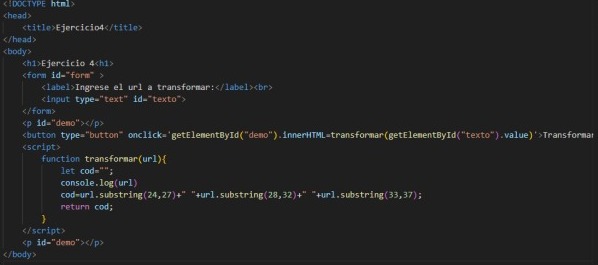 <!DOCTYPE html>
<head>
<title>Ejercicio4</title>
</head>
<body>
<h1>Ejercicio 4<h1>
<form id="form" >
<label>Ingrese el url a transformar:</label><br>
<input type="text" id="texto">
</form>
<p id="demo"></p>
<button type="button" onclick='getElementById("demo").innerHTML=transformar(getElementById("texto").value)'>Transformar
<script>
function transformar(url){
let cod="";
console.log(url)
cod=url.substring(24,27)+" "+url.substring(28,32)+" "+url.substring(33,37);
return cod;
}
</script>
<p id="demo"></p>
</body>